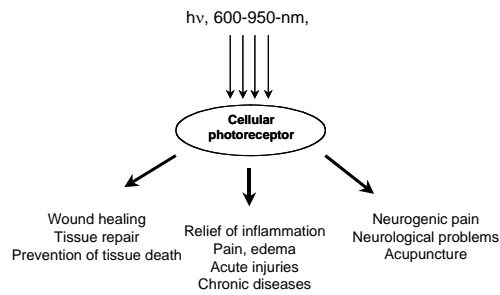 hν, 600-950-nm,
Cellular
photoreceptor
Wound healing
Tissue repair
Prevention of tissue death
Relief of inflammation
Pain, edema
Acute injuries
Chronic diseases
Neurogenic pain
Neurological problems
Acupuncture